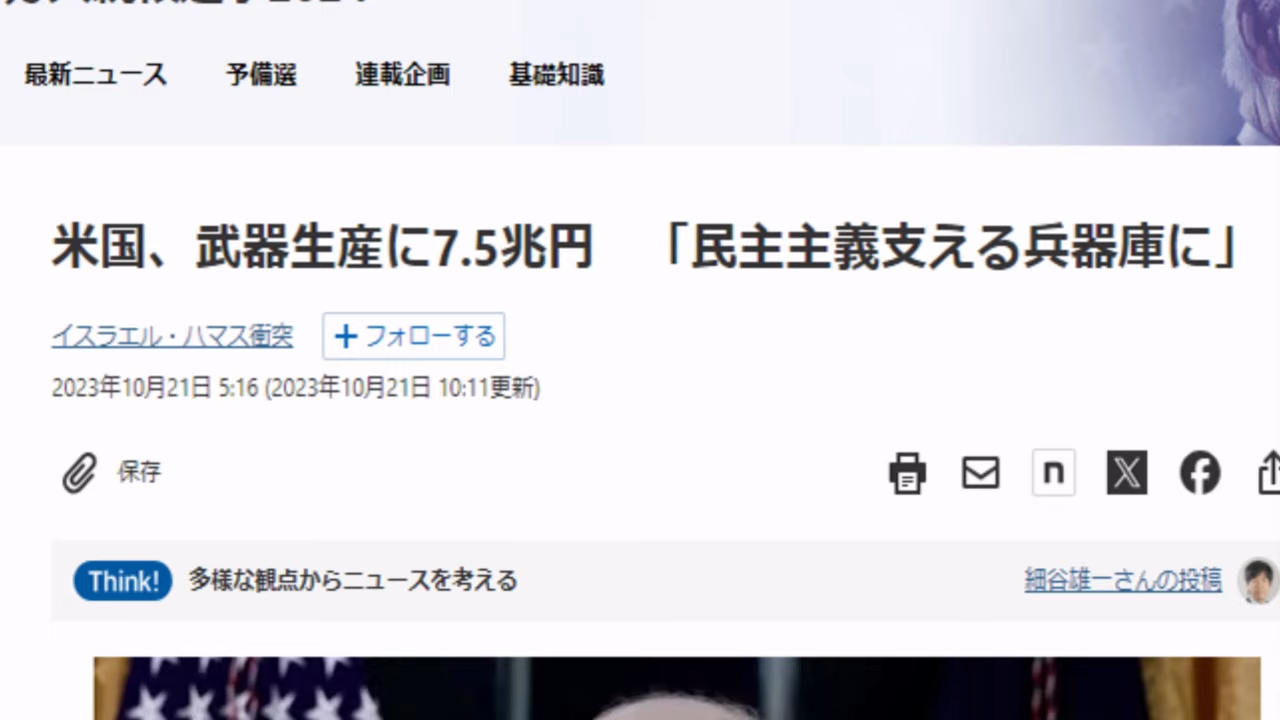 最新ニュース 予備選 連載企画 基礎知識
米国、武器生産に7.5兆円 「民主主義支える兵器庫に」
イスラエル・ハマス衝突 +フォローする
2023年10月21日 5:16 (2023年10月21日 10:11更新)
保存 n X f
Think! 多様な観点からニュースを考える 細谷雄一さんの投稿